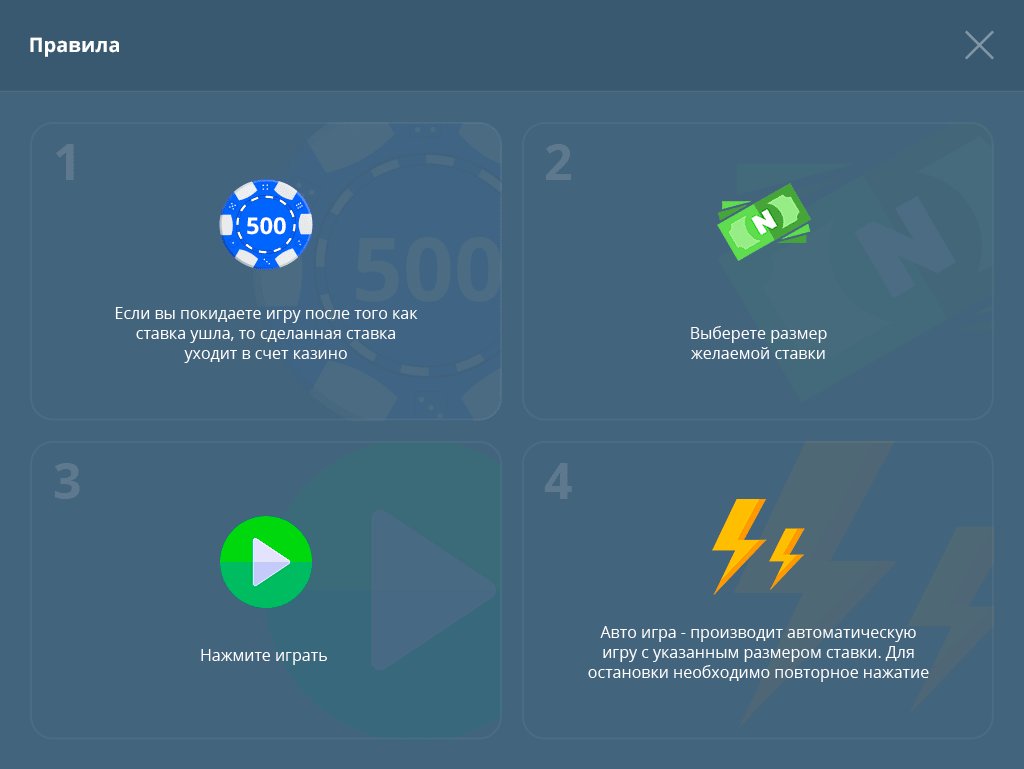 Правила
1
500
500
Если вы покидаете игру после того как
ставка ушла, то сделанная ставка
уходит в счет казино
2
N
N
Выберете размер
желаемой ставки
3
Нажмите играть
4
Авто игра - производит автоматическую
игру с указанным размером ставки. Для
остановки необходимо повторное нажатие